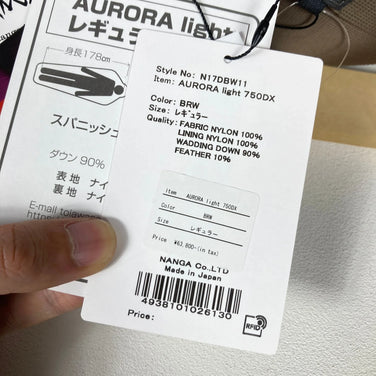 AURORA light
レギュラー
身長178cm
スパニッシュ
ダウン 90%
表 地 ナイ
裏 地 ナイ
E-mail
https:
Style No: N17DBW11
Item: AURORA light 750DX
Color: BRW
Size: レギュラー
Quality: FABRIC NYLON 100%
LINING NYLON 100%
WADDING DOWN 90%
FEATHER 10%
Item AURORA light 750DX
Color BRW
Size レギュラー
Price ¥63,800-(in tax)
NANGA Co.,LTD
Made in Japan
4938101026130
Price:
RFID